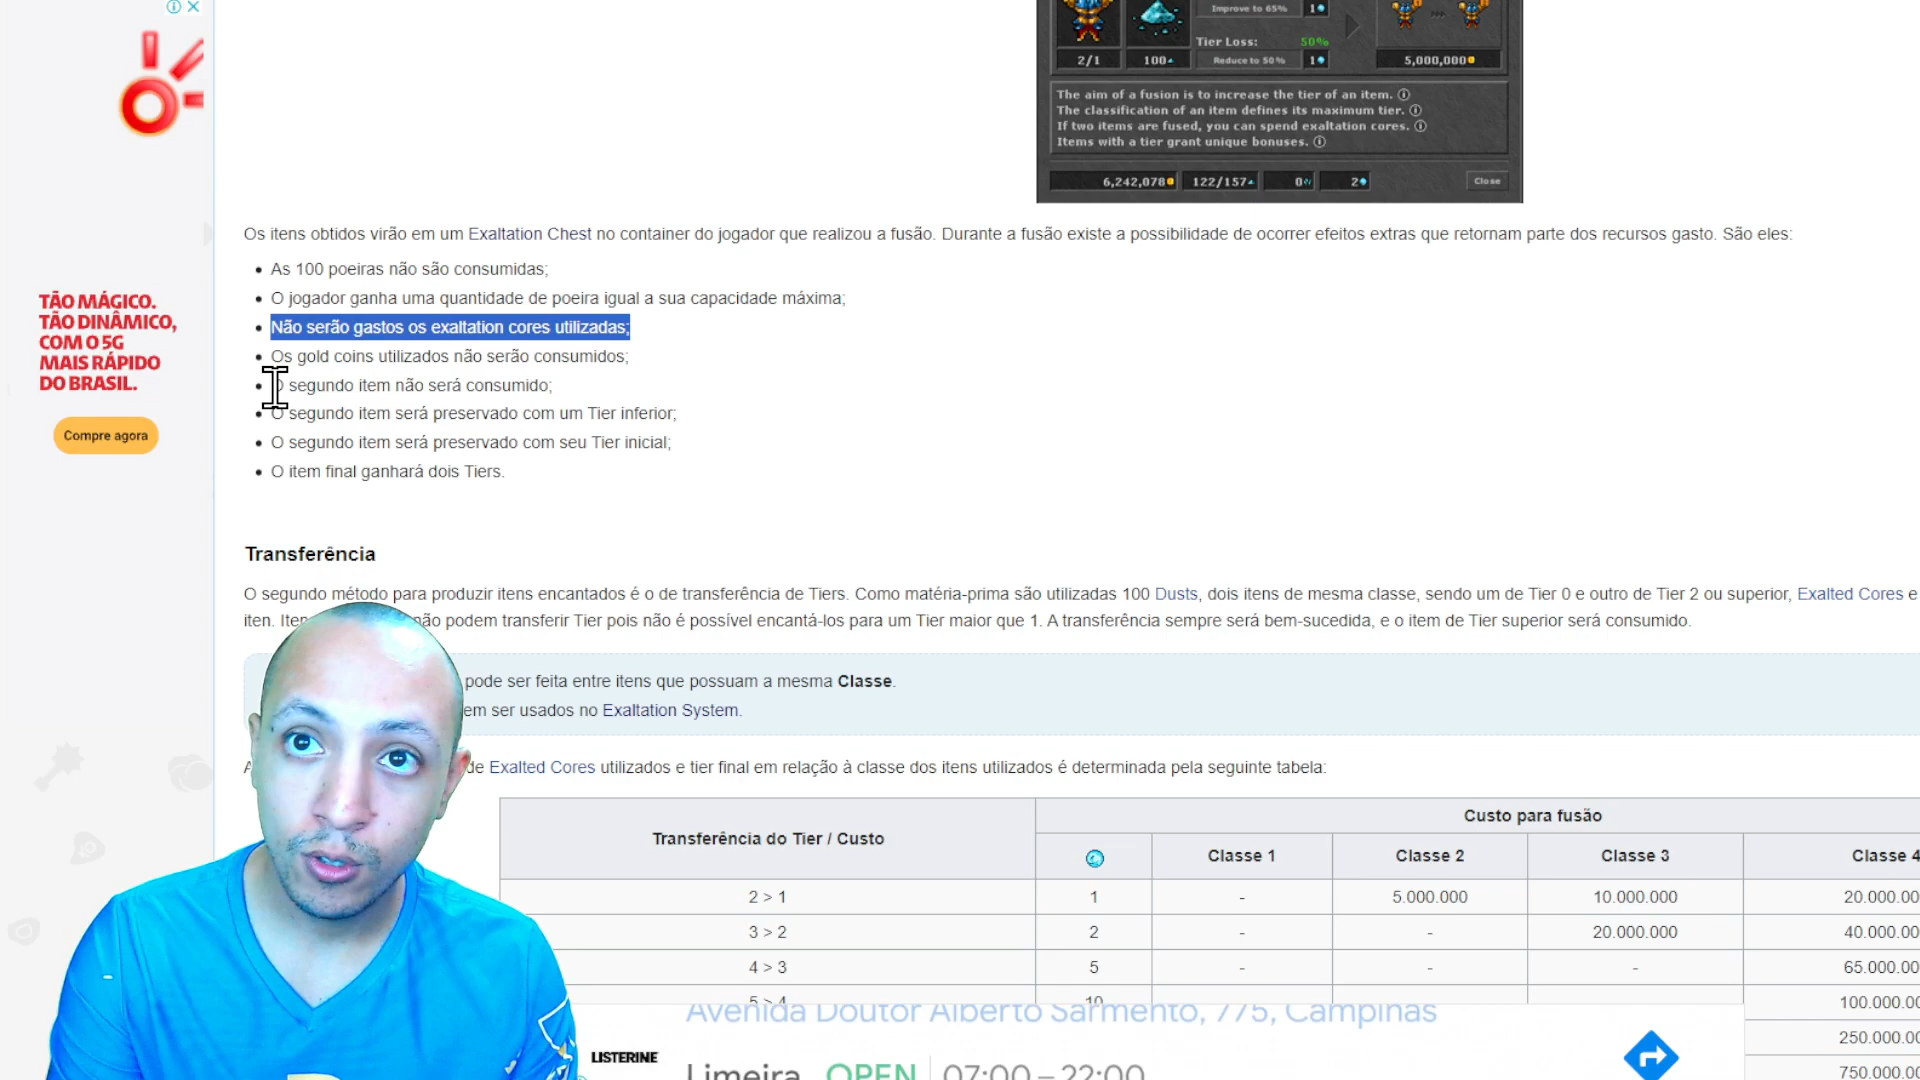 Improve to 65% 1
Tier Loss: 50%
2/1 100 Reduce to 50% 1 5,000,000
The aim of a fusion is to increase the tier of an item.
The classification of an item defines its maximum tier.
If two items are fused, you can spend exaltation cores.
Items with a tier grant unique bonuses.
6,242,078 122/157 0 2 Close
TÃO MÁGICO.
TÃO DINÂMICO,
COM O 5G
MAIS RÁPIDO
DO BRASIL.
Compre agora
Os itens obtidos virão em um Exaltation Chest no container do jogador que realizou a fusão. Durante a fusão existe a possibilidade de ocorrer efeitos extras que retornam parte dos recursos gasto. São eles:
As 100 poeiras não são consumidas;
O jogador ganha uma quantidade de poeira igual a sua capacidade máxima;
Não serão gastos os exaltation cores utilizadas;
Os gold coins utilizados não serão consumidos;
O segundo item não será consumido;
O segundo item será preservado com um Tier inferior;
O segundo item será preservado com seu Tier inicial;
O item final ganhará dois Tiers.
Transferência
O segundo método para produzir itens encantados é o de transferência de Tiers. Como matéria-prima são utilizadas 100 Dusts, dois itens de mesma classe, sendo um de Tier 0 e outro de Tier 2 ou superior, Exalted Cores e
iten. não podem transferir Tier pois não é possível encantá-los para um Tier maior que 1. A transferência sempre será bem-sucedida, e o item de Tier superior será consumido.
pode ser feita entre itens que possuam a mesma Classe.
em ser usados no Exaltation System.
de Exalted Cores utilizados e tier final em relação à classe dos itens utilizados é determinada pela seguinte tabela:
Transferência do Tier / Custo Custo para fusão
Classe 1 Classe 2 Classe 3 Classe 4
2 > 1 1 - 5.000.000 10.000.000 20.000.00
3 > 2 2 - - 20.000.000 40.000.00
4 > 3 5 - - - 65.000.00
5 > 4 10 100.000.00
250.000.00
750.000.00
Avenida Doutor Alberto Sarmento, 775, Campinas
LISTERINE
Limeira OPEN 07:00 – 22:00